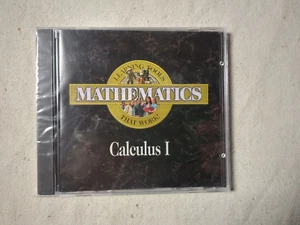 LEARNING TOOLS
MATHEMATICS
THAT WORK!
Calculus I